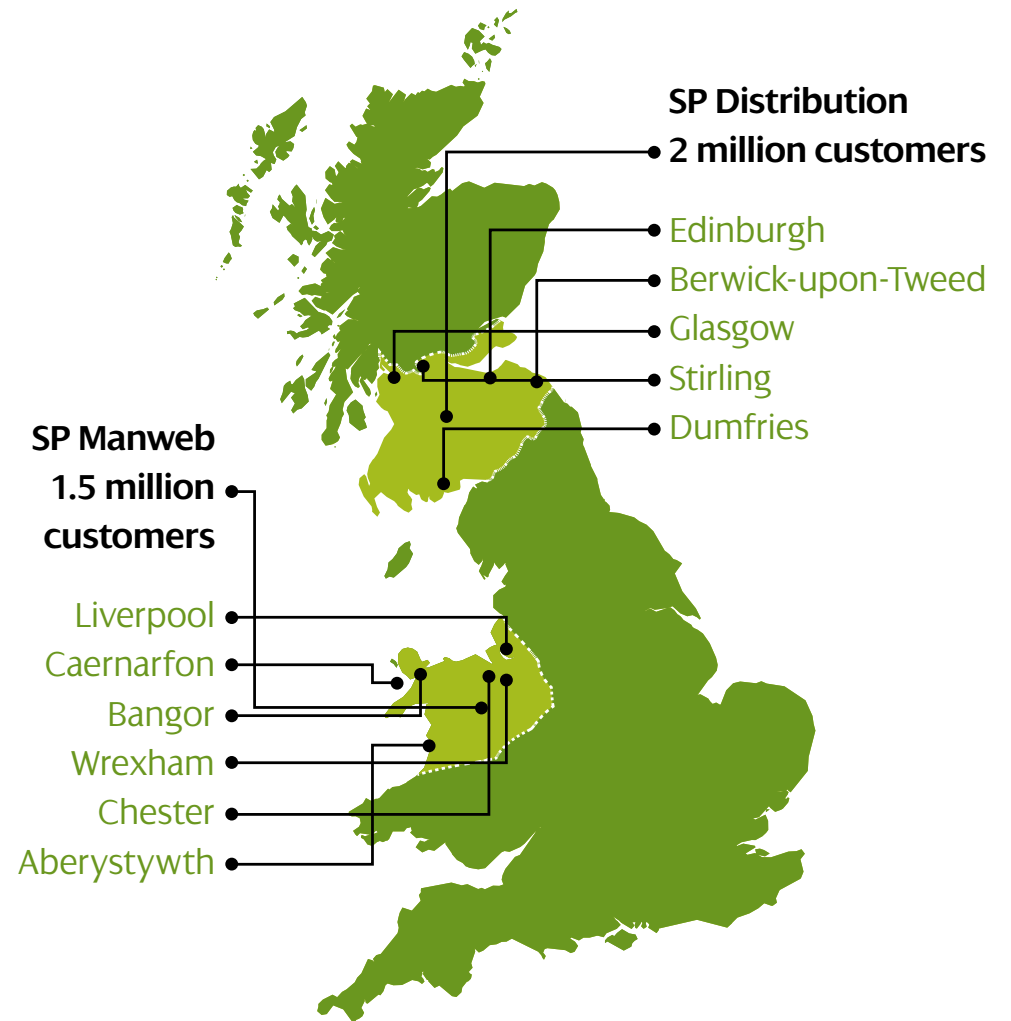 SP Distribution
2 million customers
Edinburgh
Berwick-upon-Tweed
Glasgow
Stirling
Dumfries
SP Manweb
1.5 million
customers
Liverpool
Caernarfon
Bangor
Wrexham
Chester
Aberystywth